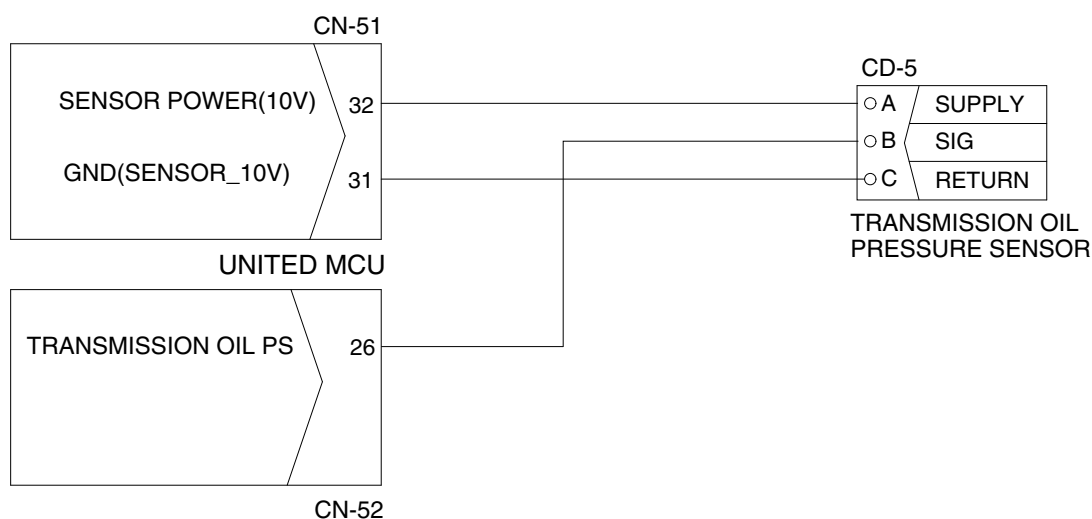 CN-51
SENSOR POWER(10V) 32
GND(SENSOR_10V) 31
UNITED MCU
TRANSMISSION OIL PS 26
CN-52
CD-5
A SUPPLY
B SIG
C RETURN
TRANSMISSION OIL
PRESSURE SENSOR